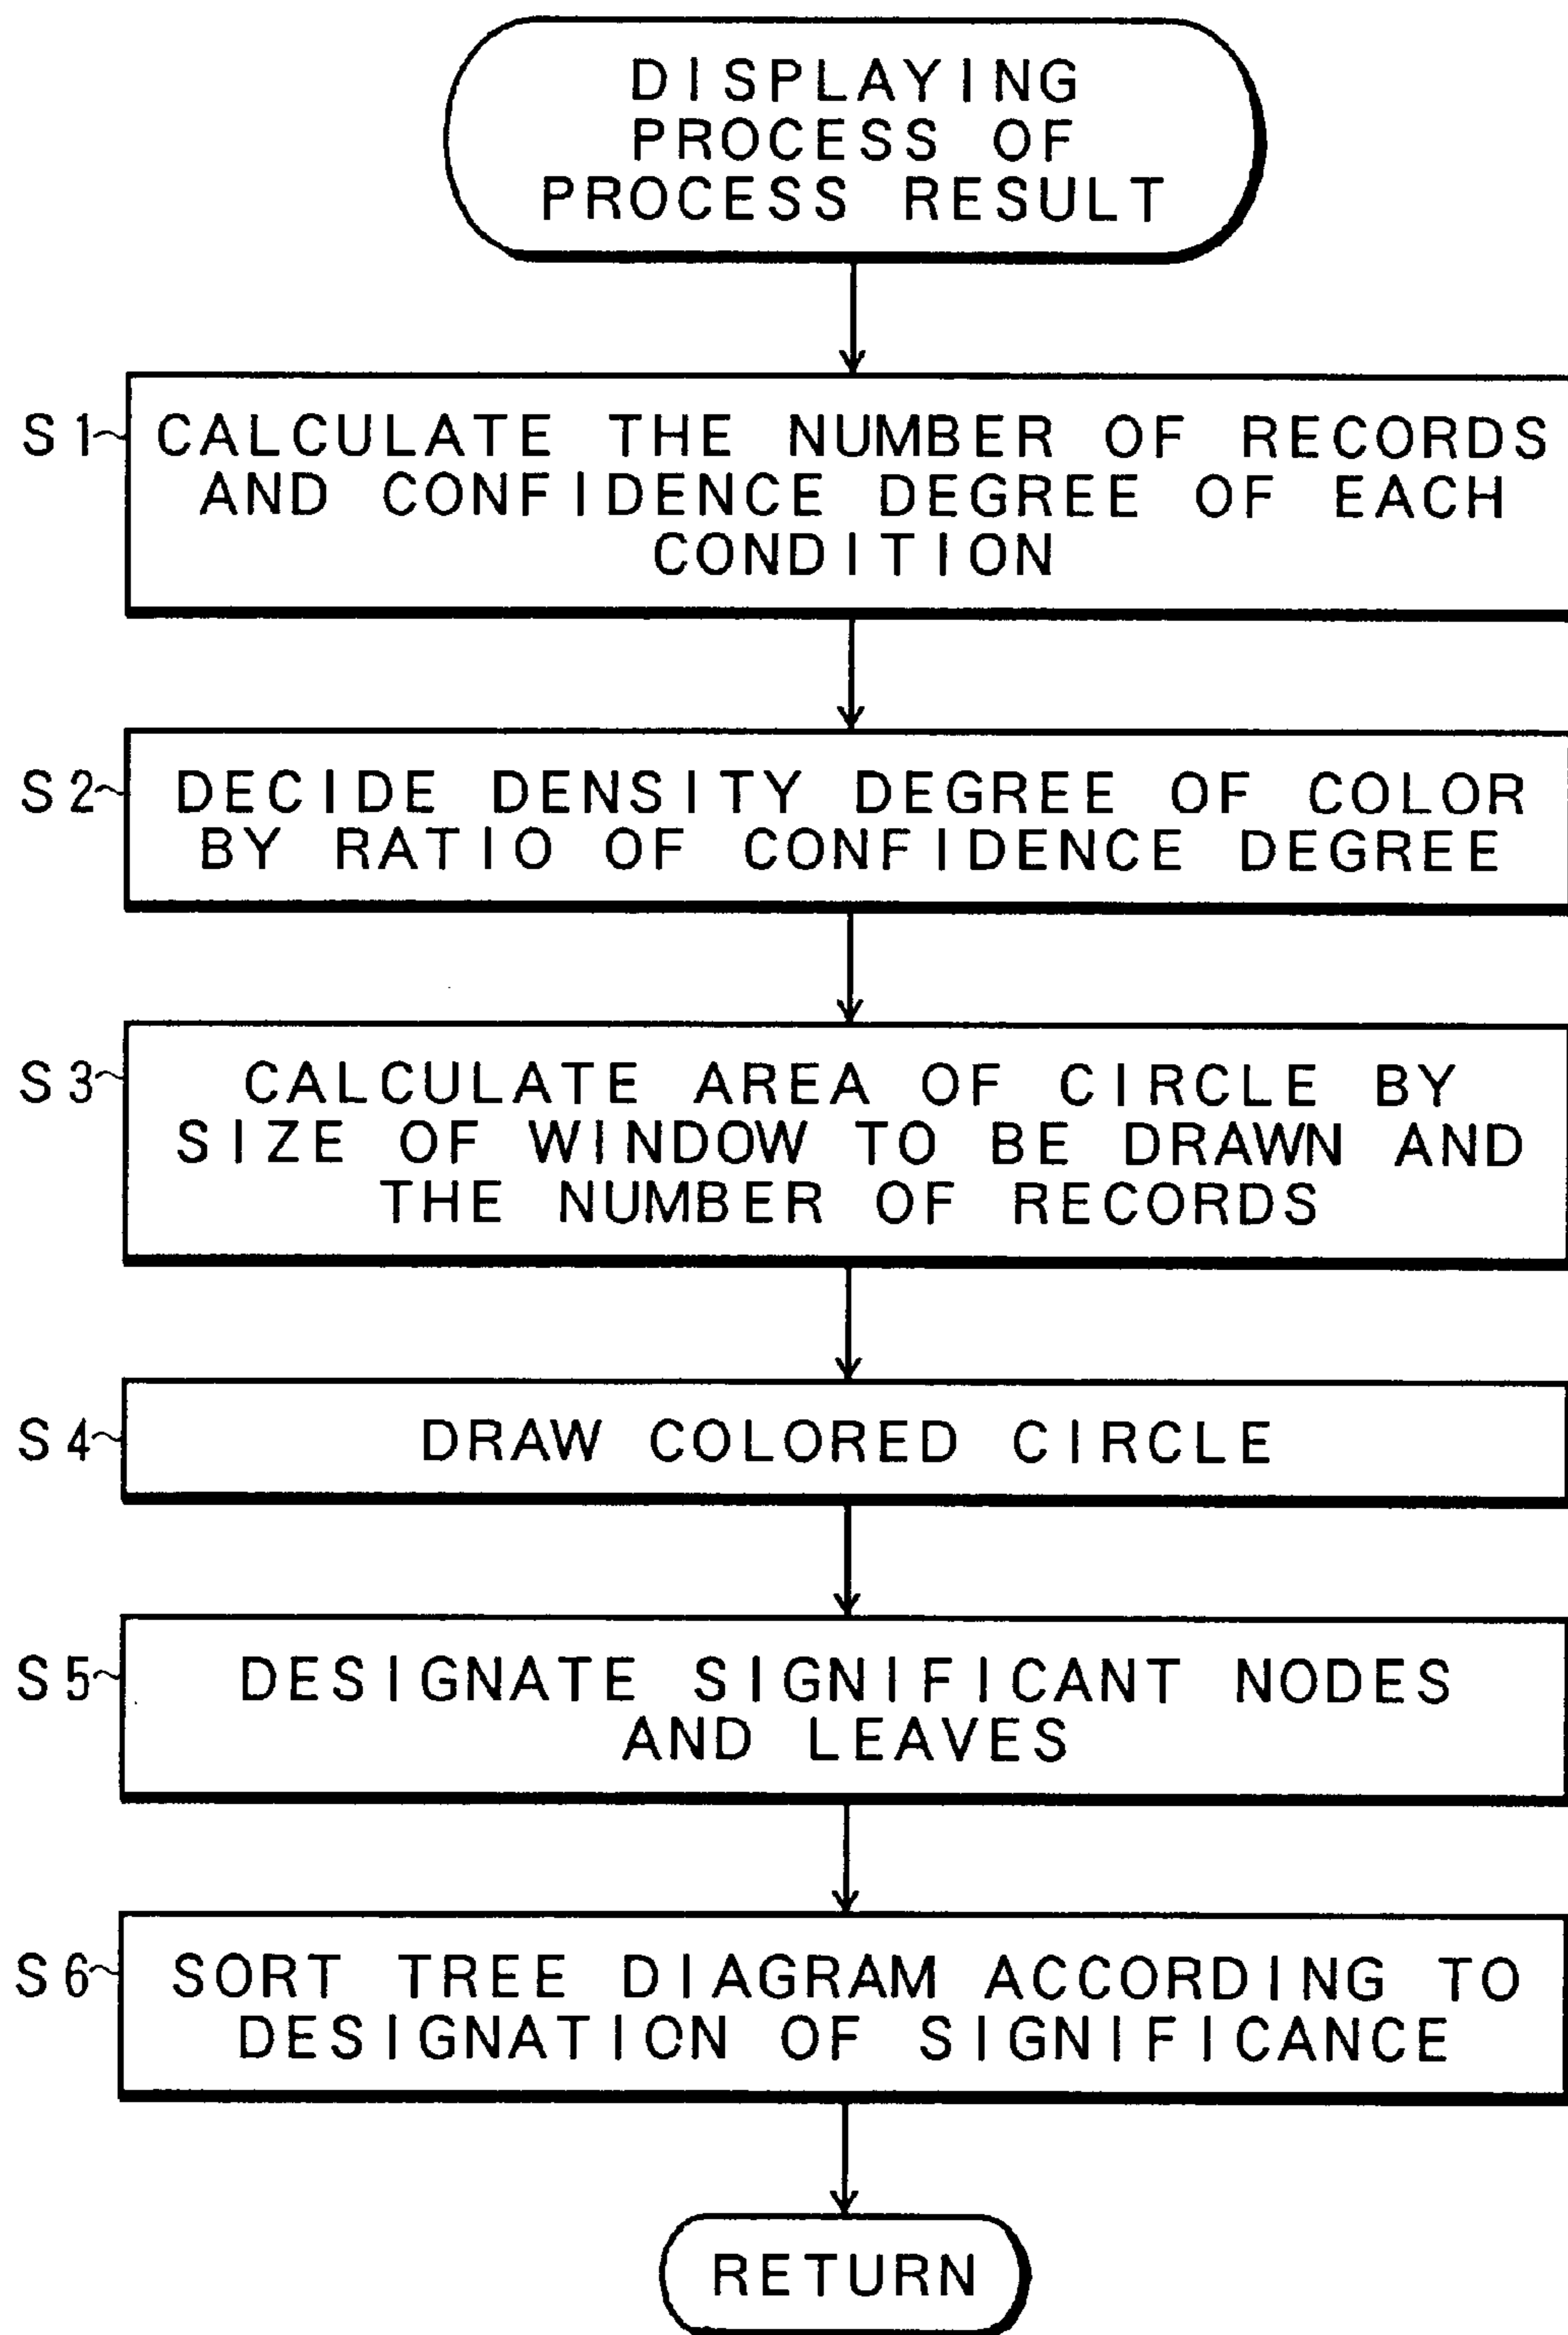 DISPLAYING
PROCESS OF
PROCESS RESULT
S1 CALCULATE THE NUMBER OF RECORDS
AND CONFIDENCE DEGREE OF EACH
CONDITION
S2 DECIDE DENSITY DEGREE OF COLOR
BY RATIO OF CONFIDENCE DEGREE
S3 CALCULATE AREA OF CIRCLE BY
SIZE OF WINDOW TO BE DRAWN AND
THE NUMBER OF RECORDS
S4 DRAW COLORED CIRCLE
S5 DESIGNATE SIGNIFICANT NODES
AND LEAVES
S6 SORT TREE DIAGRAM ACCORDING TO
DESIGNATION OF SIGNIFICANCE
RETURN